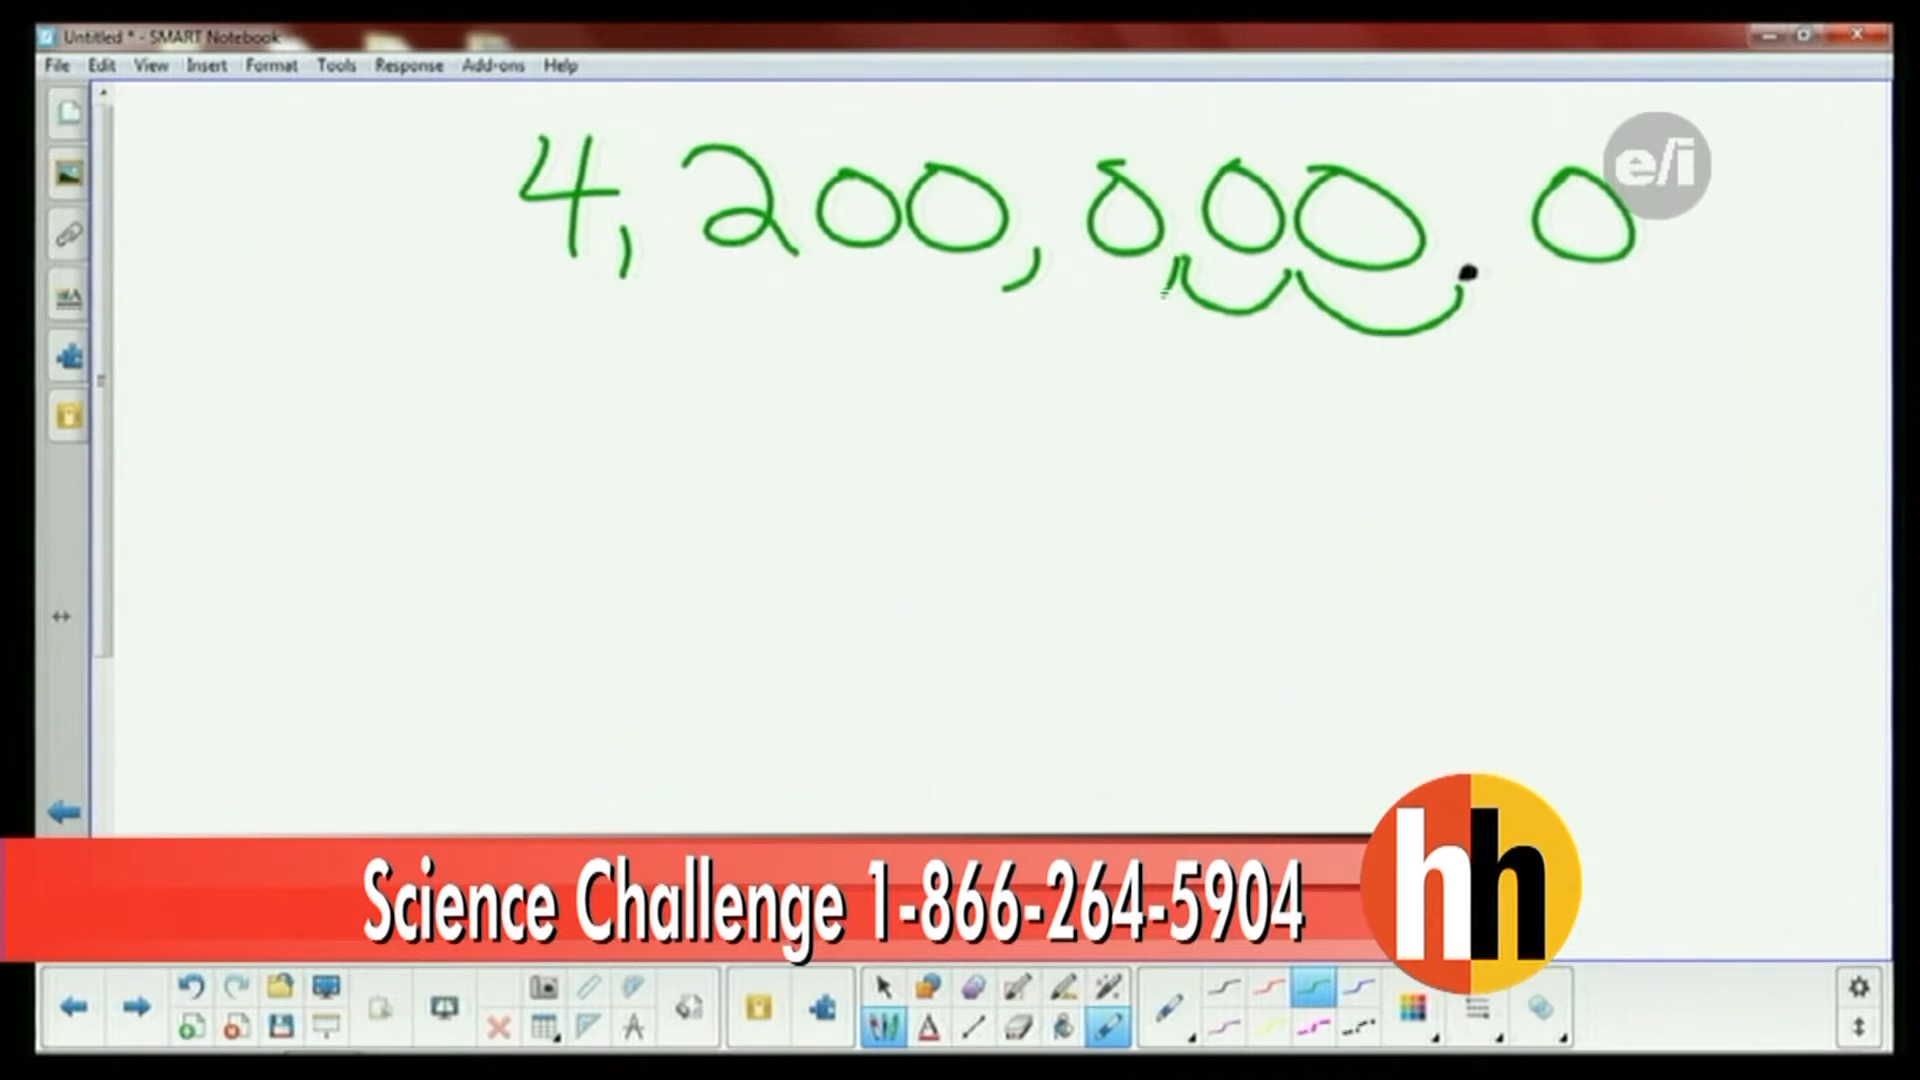 Untitled * - SMART Notebook
File Edit View Insert Format Tools Response Add-ons Help
4,200,000.0
e/i
Science Challenge 1-866-264-5904
hh